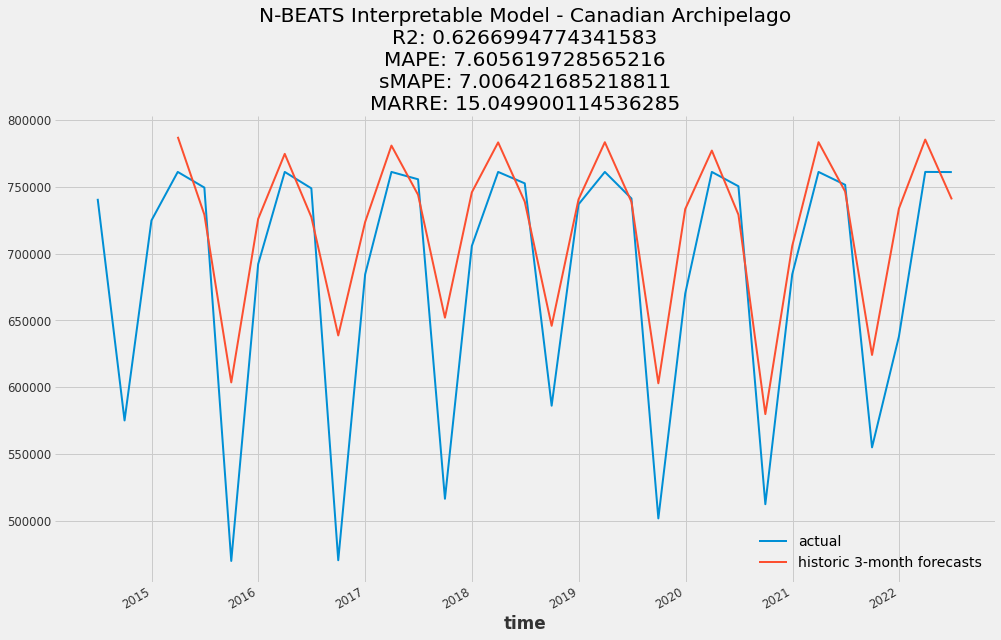 N-BEATS Interpretable Model - Canadian Archipelago
R2: 0.6266994774341583
MAPE: 7.605619728565216
sMAPE: 7.006421685218811
MARRE: 15.049900114536285
800000
750000
700000
650000
600000
550000
500000
actual
historic 3-month forecasts
2015
2016
2017
2018
2019
2020
2021
2022
time